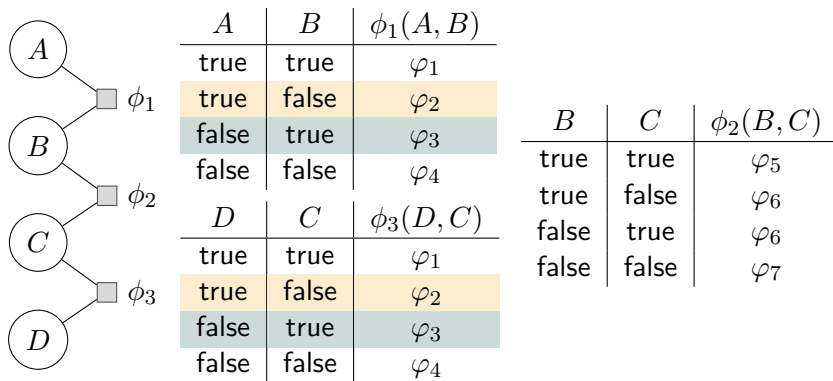 A
B
C
D
ϕ₁
ϕ₂
ϕ₃
A B ϕ₁(A, B)
true true φ₁
true false φ₂
false true φ₃
false false φ₄
D C ϕ₃(D, C)
true true φ₁
true false φ₂
false true φ₃
false false φ₄
B C ϕ₂(B, C)
true true φ₅
true false φ₆
false true φ₆
false false φ₇